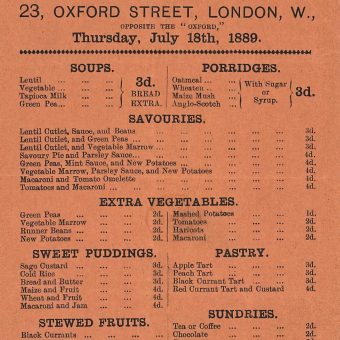 23, OXFORD STREET, LONDON, W.,
OPPOSITE THE "OXFORD,"
Thursday, July 18th, 1889.
SOUPS.
Lentil ... ... ...
Vegetable ... ... ...
Tapioca Milk ... ...
Green Pea... ... ...
3d.
BREAD
EXTRA.
PORRIDGES.
Oatmeal ... ... ...
Wheaten ... ... ...
Maize Mush ... ...
Anglo-Scotch ... ...
With Sugar
or
Syrup.
3d.
SAVOURIES.
Lentil Cutlet, Sauce, and Beans ... 3d.
Lentil Cutlet, and Green Peas ... 3d.
Lentil Cutlet, and Vegetable Marrow ... 3d.
Savoury Pie and Parsley Sauce... 4d.
Green Peas, Mint Sauce, and New Potatoes ... 4d.
Vegetable Marrow, Parsley Sauce, and New Potatoes ... 4d.
Macaroni and Tomato Omelette ... 4d.
Tomatoes and Macaroni ... 4d.
EXTRA VEGETABLES.
Green Peas ... 2d.
Vegetable Marrow ... 2d.
Runner Beans ... 2d.
New Potatoes ... 2d.
Mashed Potatoes ... 1d.
Tomatoes ... 2d.
Haricots ... 2d.
Macaroni ... 2d.
SWEET PUDDINGS.
Sago Custard ... 3d.
Cold Rice ... 3d.
Bread and Butter ... 3d.
Maize and Fruit ... 4d.
Wheat and Fruit ... 4d.
Macaroni and Jam ... 4d.
PASTRY.
Apple Tart ... 3d.
Peach Tart ... 3d.
Black Currant Tart ... 3d.
Red Currant Tart and Custard ... 4d.
STEWED FRUITS.
Black Currants ... 3d.
SUNDRIES.
Tea or Coffee ... 2d.
Chocolate ... 2d.